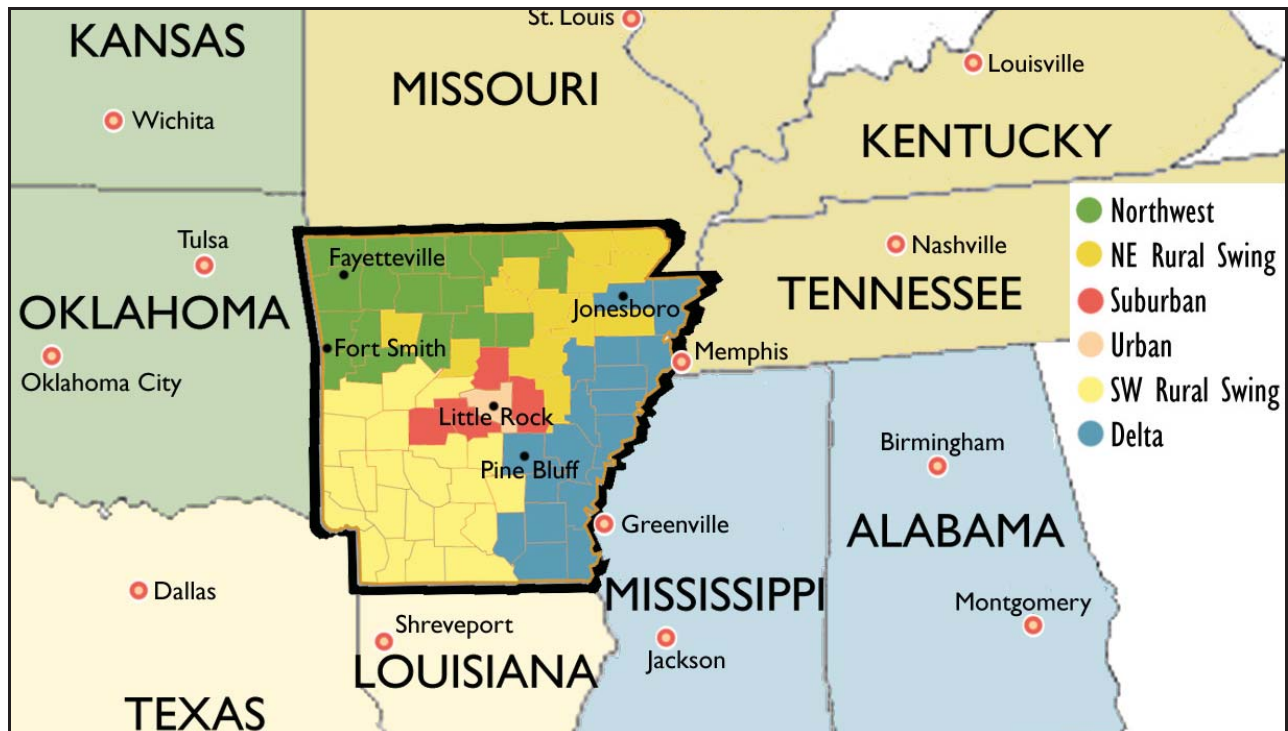 KANSAS
St. Louis
MISSOURI
Louisville
Wichita
KENTUCKY
Northwest
NE Rural Swing
Suburban
Urban
SW Rural Swing
Delta
Tulsa
Fayetteville
Nashville
TENNESSEE
OKLAHOMA
Jonesboro
Fort Smith
Memphis
Oklahoma City
Little Rock
Birmingham
Pine Bluff
Greenville
ALABAMA
Dallas
MISSISSIPPI
Montgomery
Shreveport
Jackson
LOUISIANA
TEXAS